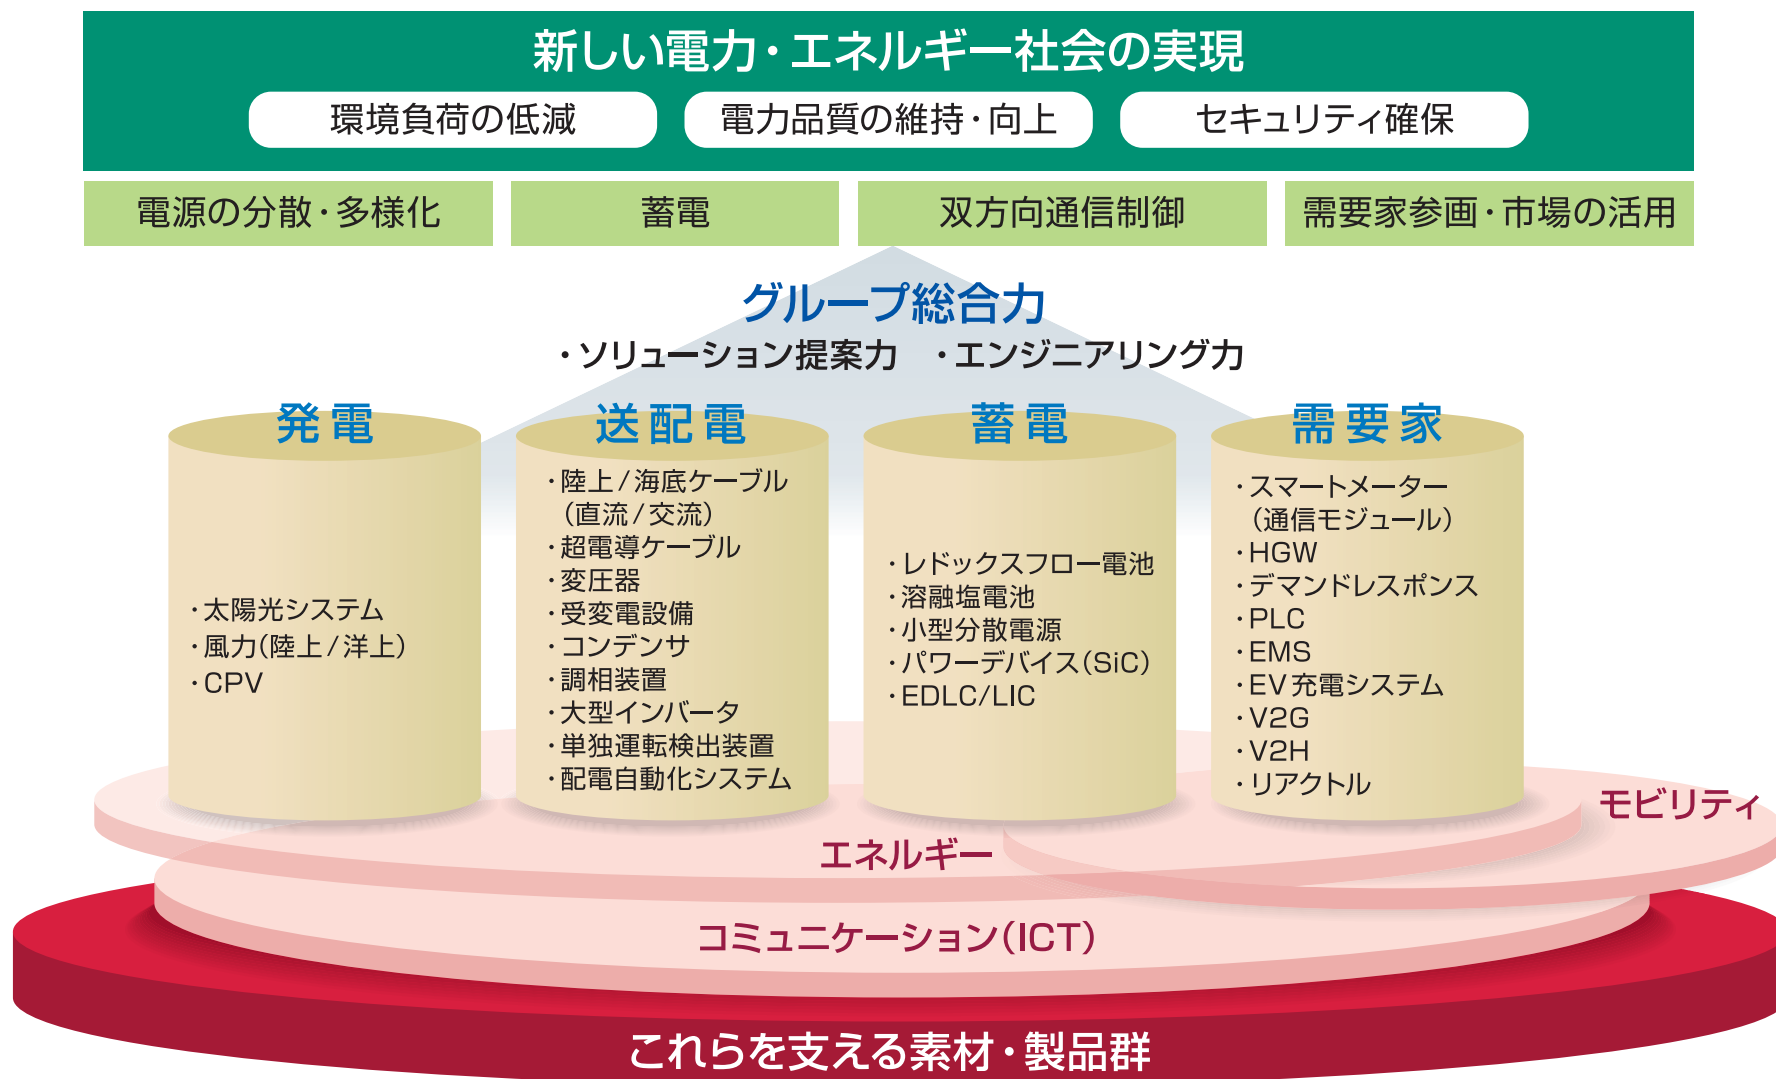 新しい電力・エネルギー社会の実現
環境負荷の低減
電力品質の維持・向上
セキュリティ確保
電源の分散・多様化
蓄電
双方向通信制御
需要家参画・市場の活用
グループ総合力
・ソリューション提案力 ・エンジニアリング力
発電
・太陽光システム
・風力(陸上/洋上)
・CPV
送配電
・陸上/海底ケーブル
(直流/交流)
・超電導ケーブル
・変圧器
・受変電設備
・コンデンサ
・調相装置
・大型インバータ
・単独運転検出装置
・配電自動化システム
蓄電
・レドックスフロー電池
・溶融塩電池
・小型分散電源
・パワーデバイス(SiC)
・EDLC/LIC
需要家
・スマートメーター
(通信モジュール)
・HGW
・デマンドレスポンス
・PLC
・EMS
・EV充電システム
・V2G
・V2H
・リアクトル
モビリティ
エネルギー
コミュニケーション(ICT)
これらを支える素材・製品群